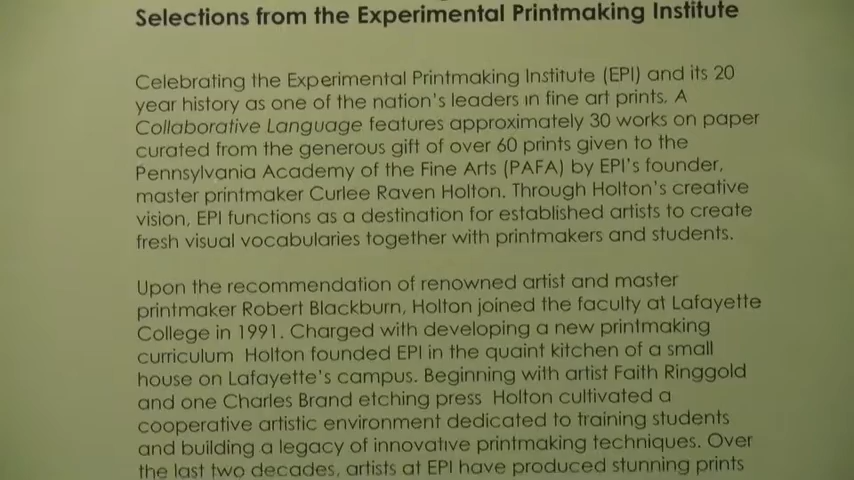 Selections from the Experimental Printmaking Institute
Celebrating the Experimental Printmaking Institute (EPI) and its 20
year history as one of the nation's leaders in fine art prints. A
Collaborative Language features approximately 30 works on paper
curated from the generous gift of over 60 prints given to the
Pennsylvania Academy of the Fine Arts (PAFA) by EPI's founder,
master printmaker Curlee Raven Holton. Through Holton's creative
vision, EPI functions as a destination for established artists to create
fresh visual vocabularies together with printmakers and students.
Upon the recommendation of renowned artist and master
printmaker Robert Blackburn, Holton joined the faculty at Lafayette
College in 1991. Charged with developing a new printmaking
curriculum Holton founded EPI in the quaint kitchen of a small
house on Lafayette's campus. Beginning with artist Faith Ringgold
and one Charles Brand etching press Holton cultivated a
cooperative artistic environment dedicated to training students
and building a legacy of innovative printmaking techniques. Over
the last two decades, artists at EPI have produced stunning prints